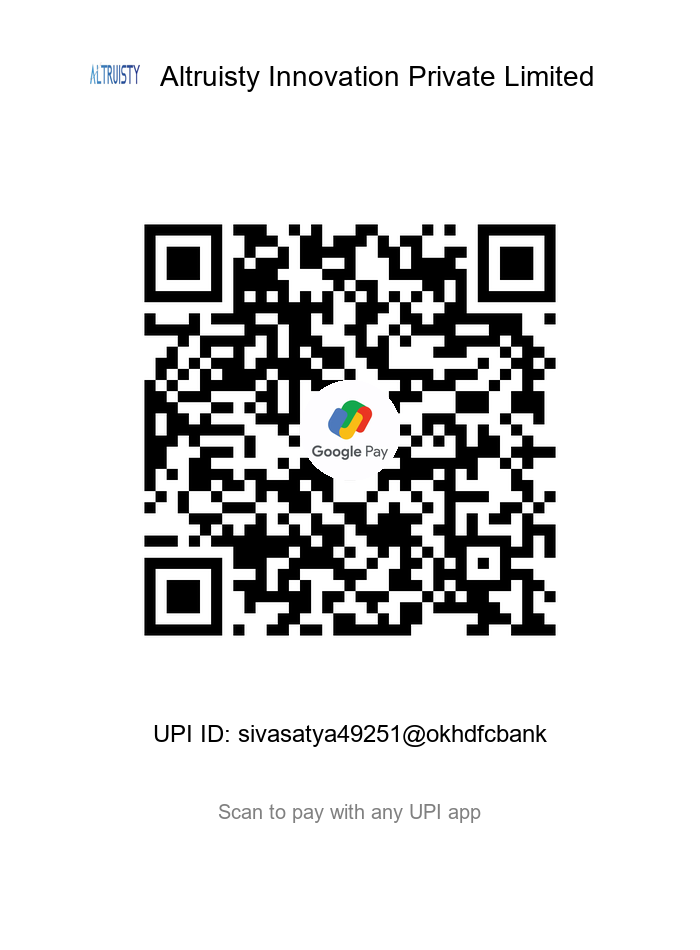 ALTRUISTY Altruisty Innovation Private Limited
Google Pay
UPI ID: sivasatya49251@okhdfcbank
Scan to pay with any UPI app